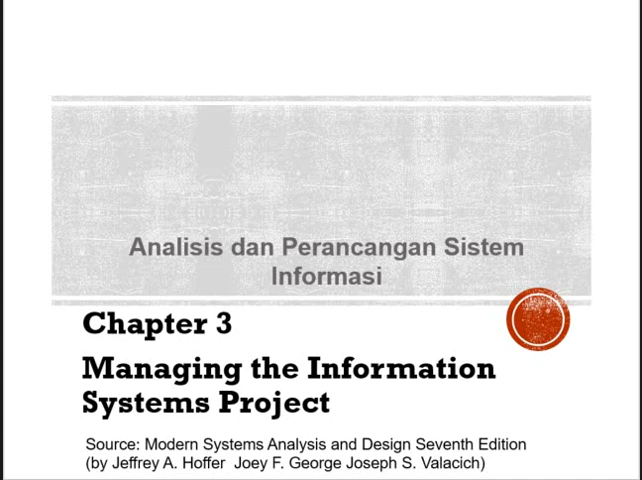 Analisis dan Perancangan Sistem
Informasi
Chapter 3
Managing the Information
Systems Project
Source: Modern Systems Analysis and Design Seventh Edition
(by Jeffrey A. Hoffer Joey F. George Joseph S. Valacich)